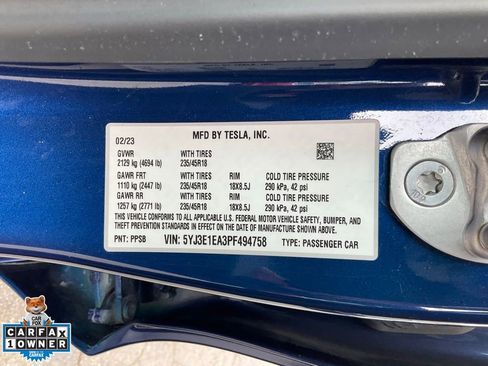 MFD BY TESLA, INC.
02/23
GVWR WITH TIRES
2129 kg (4694 lb) 235/45R18
GAWR FRT WITH TIRES RIM COLD TIRE PRESSURE
1110 kg (2447 lb) 235/45R18 18X8.5J 290 kPa, 42 psi
GAWR RR WITH TIRES RIM COLD TIRE PRESSURE
1257 kg (2771 lb) 235/45R18 18X8.5J 290 kPa, 42 psi
THIS VEHICLE CONFORMS TO ALL APPLICABLE U.S. FEDERAL MOTOR VEHICLE SAFETY, BUMPER, AND
THEFT PREVENTION STANDARDS IN EFFECT ON THE DATE OF MANUFACTURE SHOWN ABOVE.
PNT: PPSB VIN: 5YJ3E1EA3PF494758 TYPE: PASSENGER CAR
CAR
FOX
CARFAX
1 OWNER